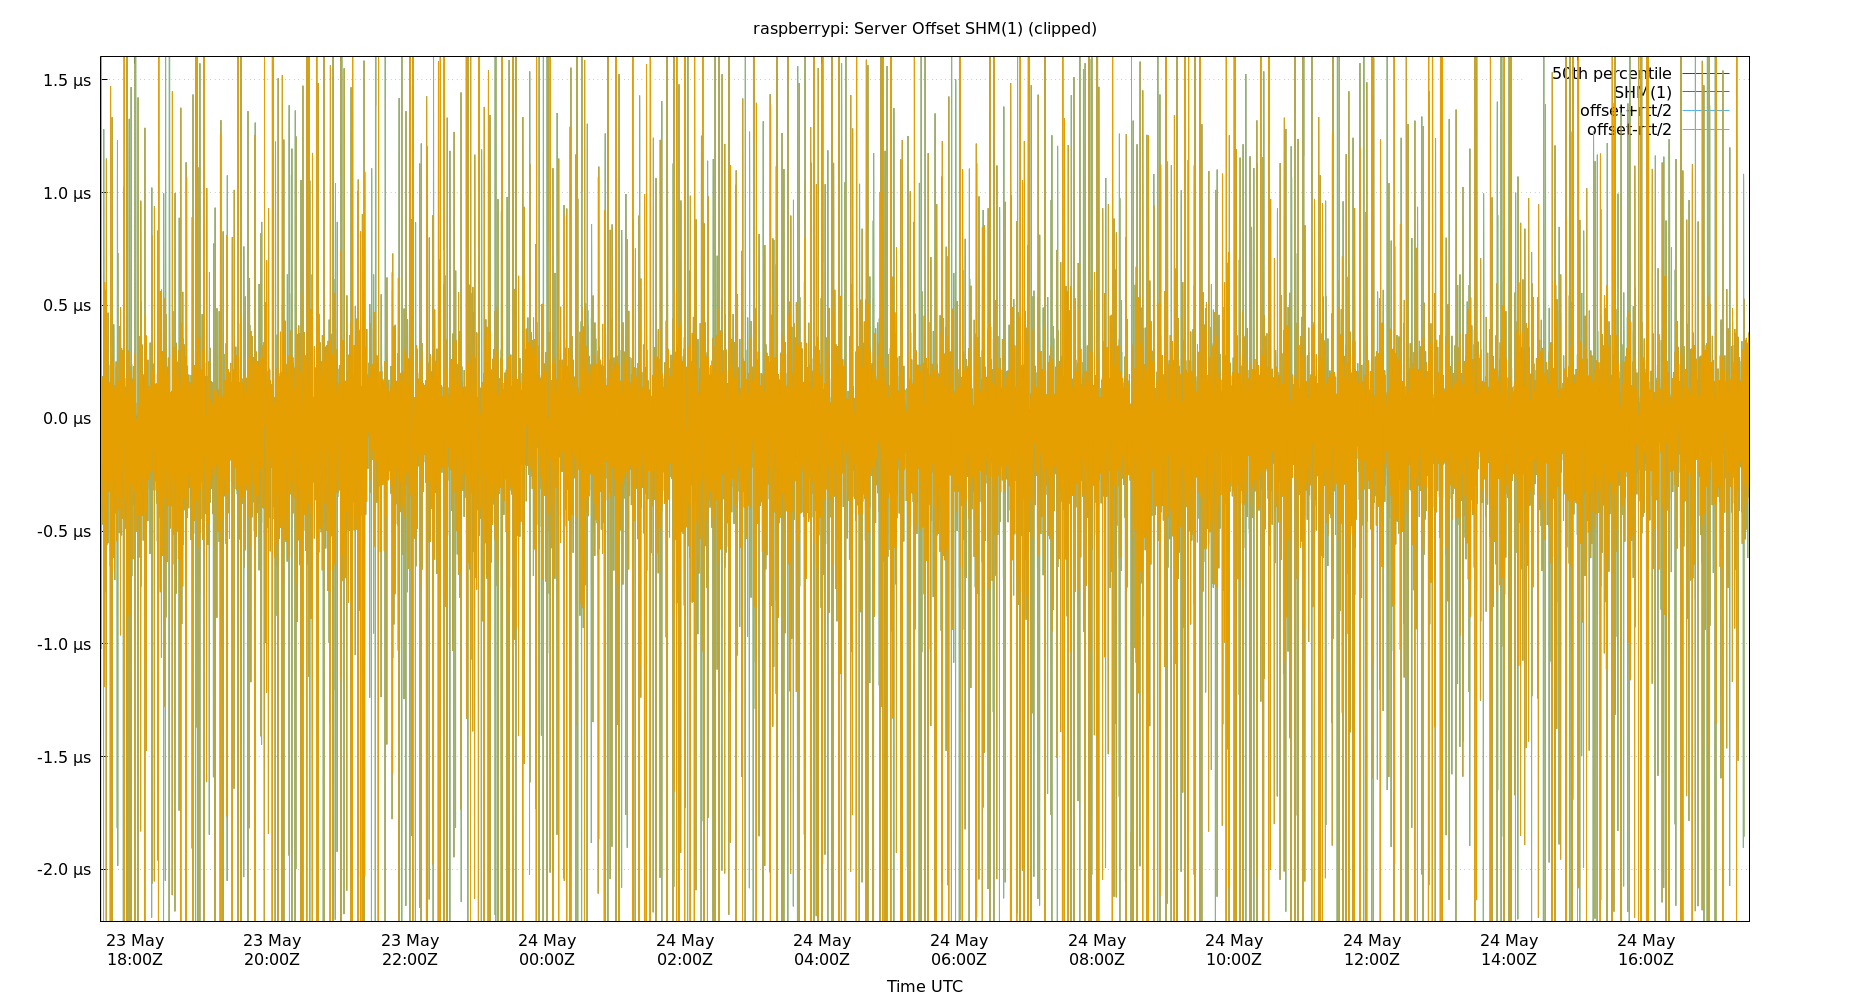 raspberrypi: Server Offset SHM(1) (clipped)
1.5 µs
1.0 µs
0.5 µs
0.0 µs
-0.5 µs
-1.0 µs
-1.5 µs
-2.0 µs
50th percentile
SHM(1)
offset+rtt/2
offset-rtt/2
23 May 23 May 23 May 24 May 24 May 24 May 24 May 24 May 24 May 24 May 24 May 24 May
18:00Z 20:00Z 22:00Z 00:00Z 02:00Z 04:00Z 06:00Z 08:00Z 10:00Z 12:00Z 14:00Z 16:00Z
Time UTC